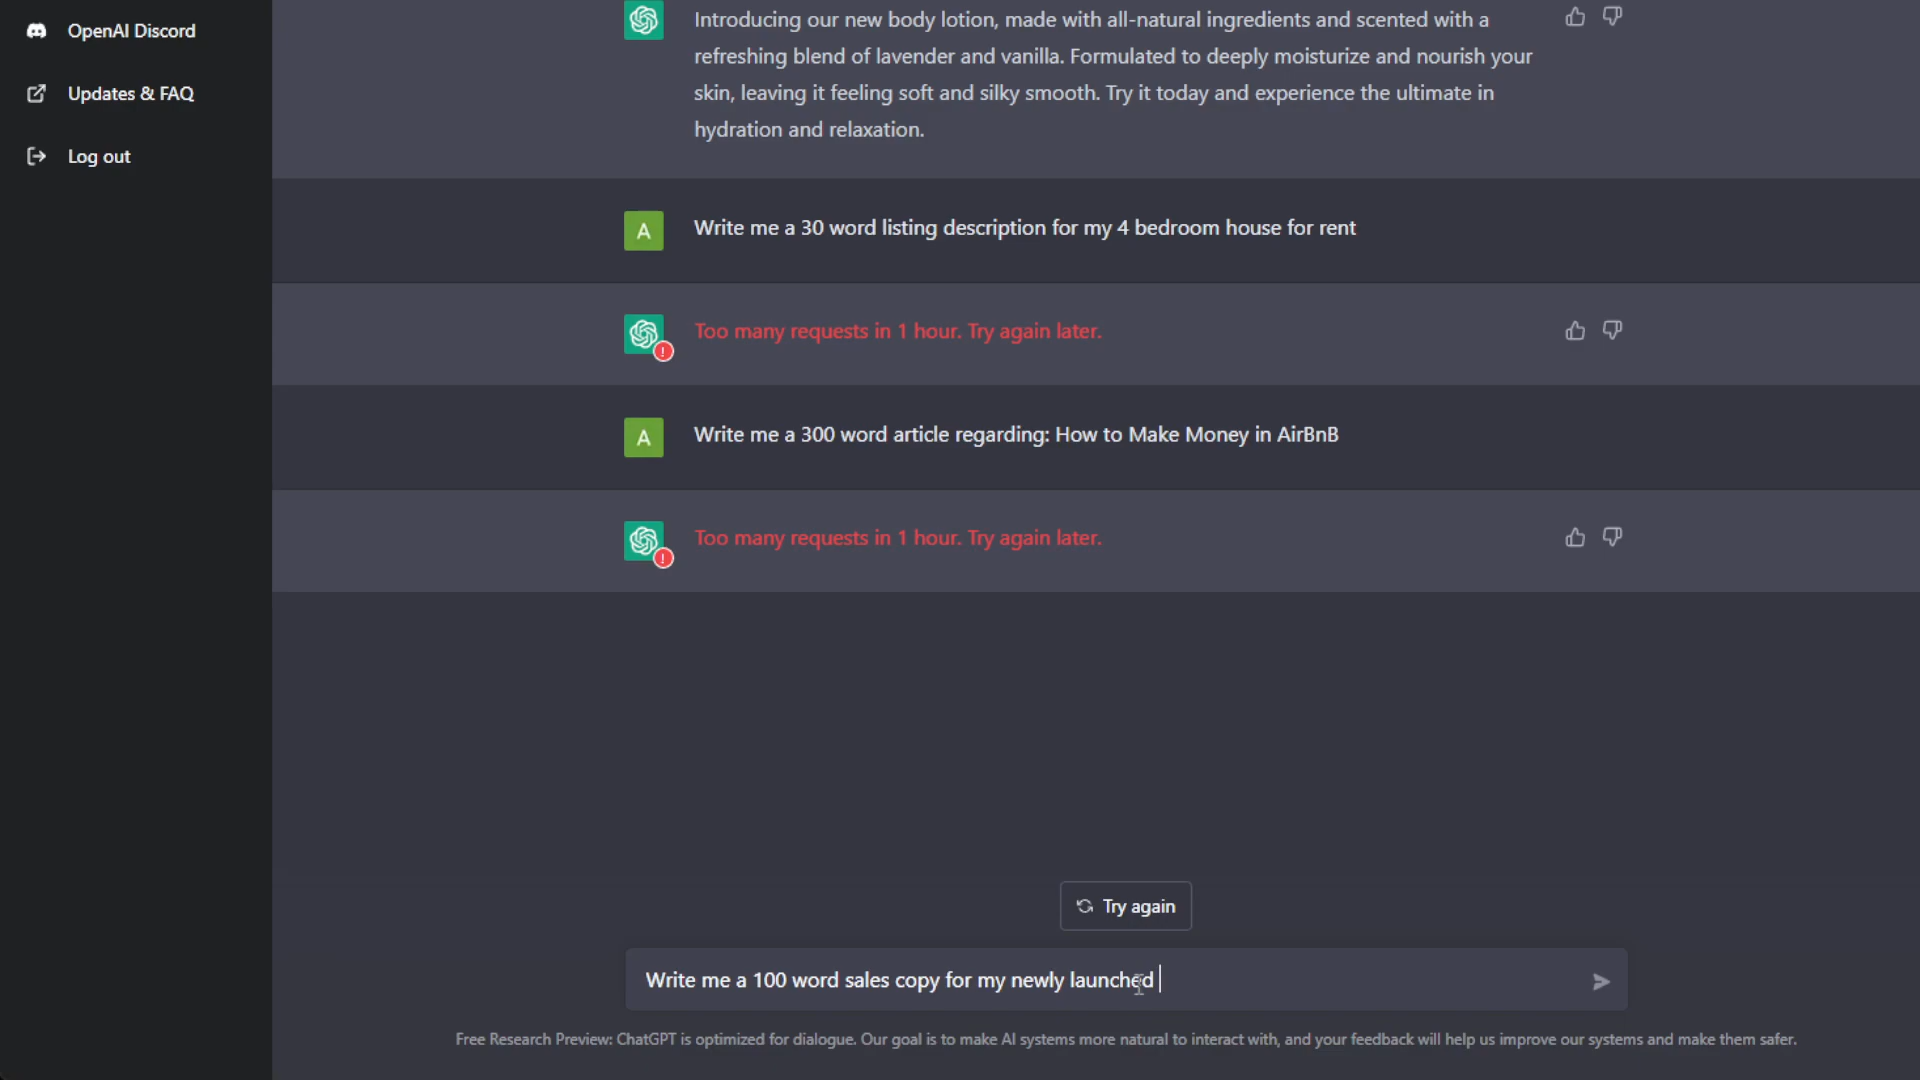 OpenAI Discord
Updates & FAQ
Log out
Introducing our new body lotion, made with all-natural ingredients and scented with a
refreshing blend of lavender and vanilla. Formulated to deeply moisturize and nourish your
skin, leaving it feeling soft and silky smooth. Try it today and experience the ultimate in
hydration and relaxation.
A
Write me a 30 word listing description for my 4 bedroom house for rent
!
Too many requests in 1 hour. Try again later.
A
Write me a 300 word article regarding: How to Make Money in AirBnB
!
Too many requests in 1 hour. Try again later.
Try again
Write me a 100 word sales copy for my newly launched
Free Research Preview: ChatGPT is optimized for dialogue. Our goal is to make AI systems more natural to interact with, and your feedback will help us improve our systems and make them safer.